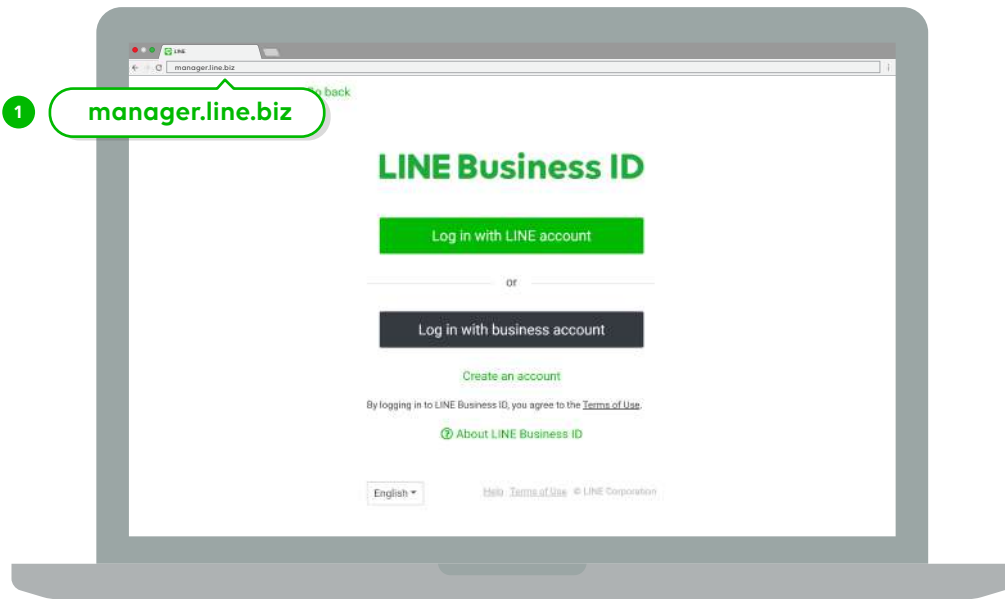 LINE
manager.line.biz
Go back
1
manager.line.biz
LINE Business ID
Log in with LINE account
or
Log in with business account
Create an account
By logging in to LINE Business ID, you agree to the Terms of Use.
? About LINE Business ID
English
Help Terms of Use © LINE Corporation